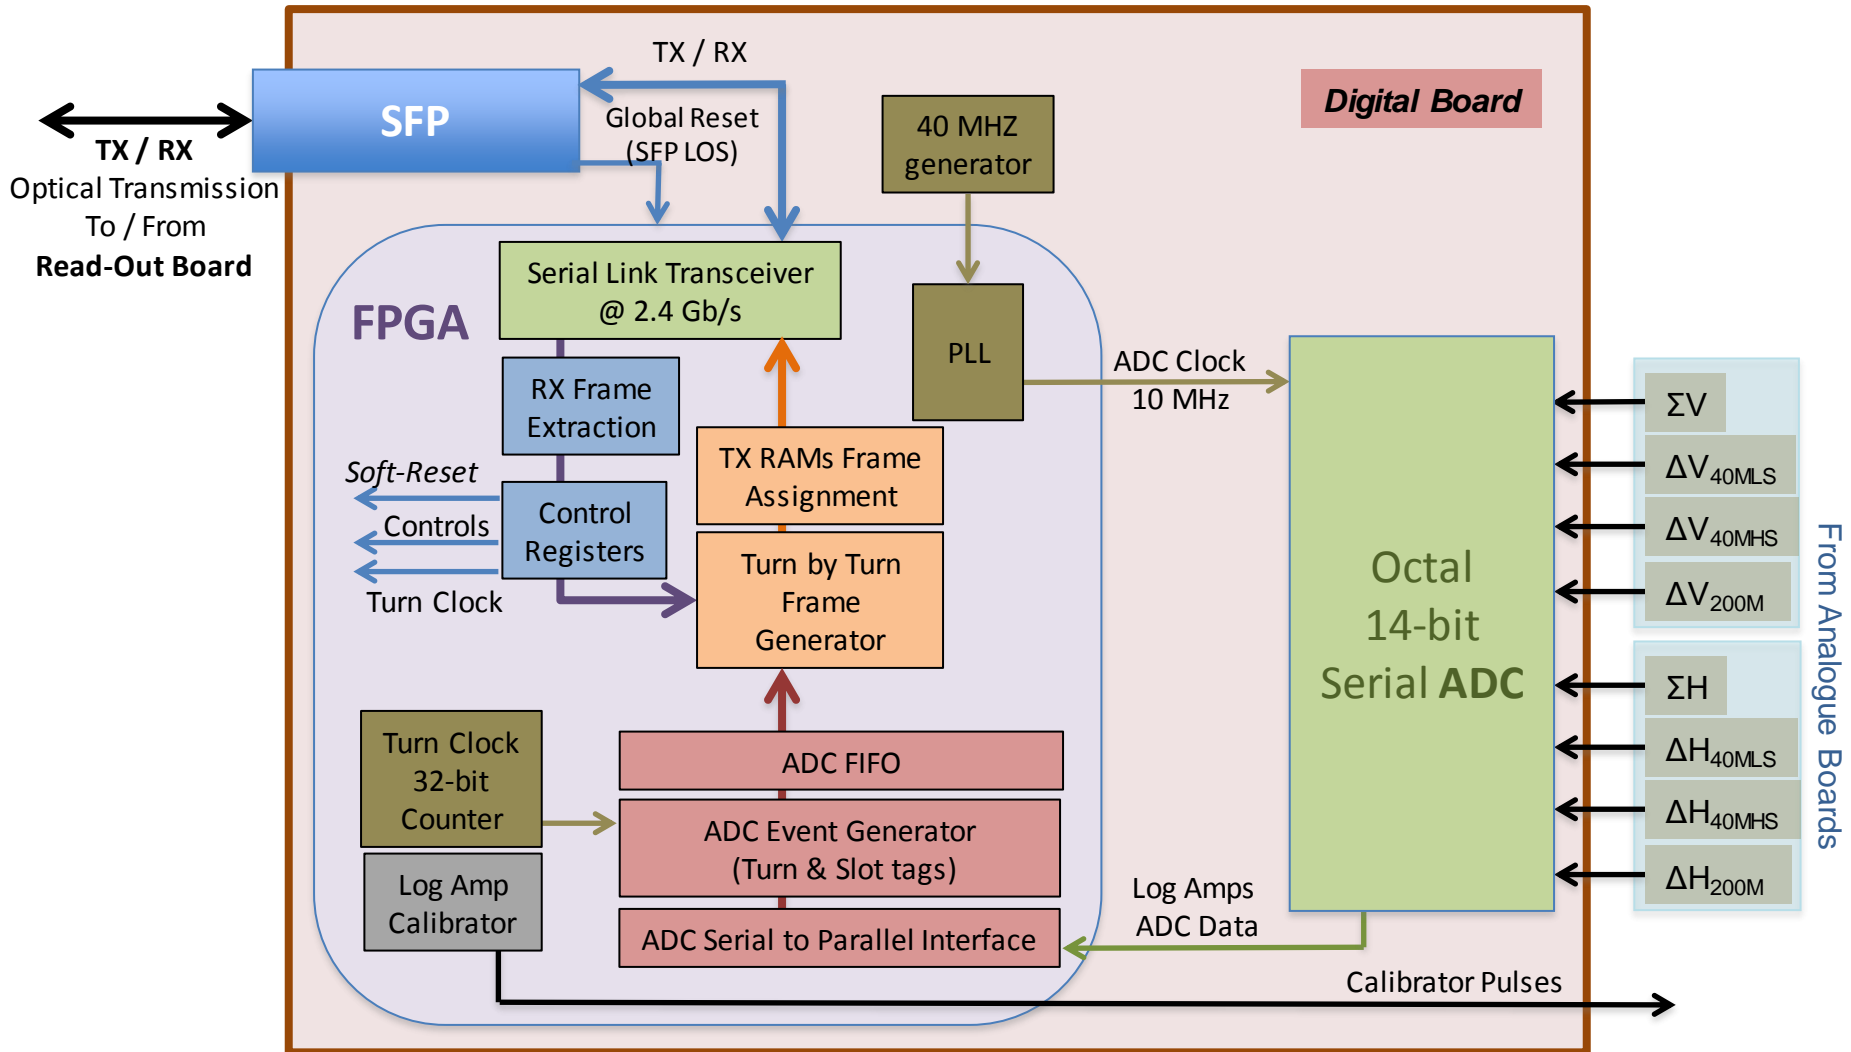 TX / RX
SFP
Digital Board
Global Reset
(SFP LOS)
40 MHZ
generator
TX / RX
Optical Transmission
To / From
Read-Out Board
Serial Link Transceiver
@ 2.4 Gb/s
FPGA
PLL
ADC Clock
10 MHz
RX Frame
Extraction
TX RAMs Frame
Assignment
Soft-Reset
Controls
Turn Clock
Control
Registers
Turn by Turn
Frame
Generator
Octal
14-bit
Serial ADC
ΣV
ΔV40MLS
ΔV40MHS
ΔV200M
ΣH
ΔH40MLS
ΔH40MHS
ΔH200M
From Analogue Boards
Turn Clock
32-bit
Counter
ADC FIFO
ADC Event Generator
(Turn & Slot tags)
Log Amp
Calibrator
ADC Serial to Parallel Interface
Log Amps
ADC Data
Calibrator Pulses